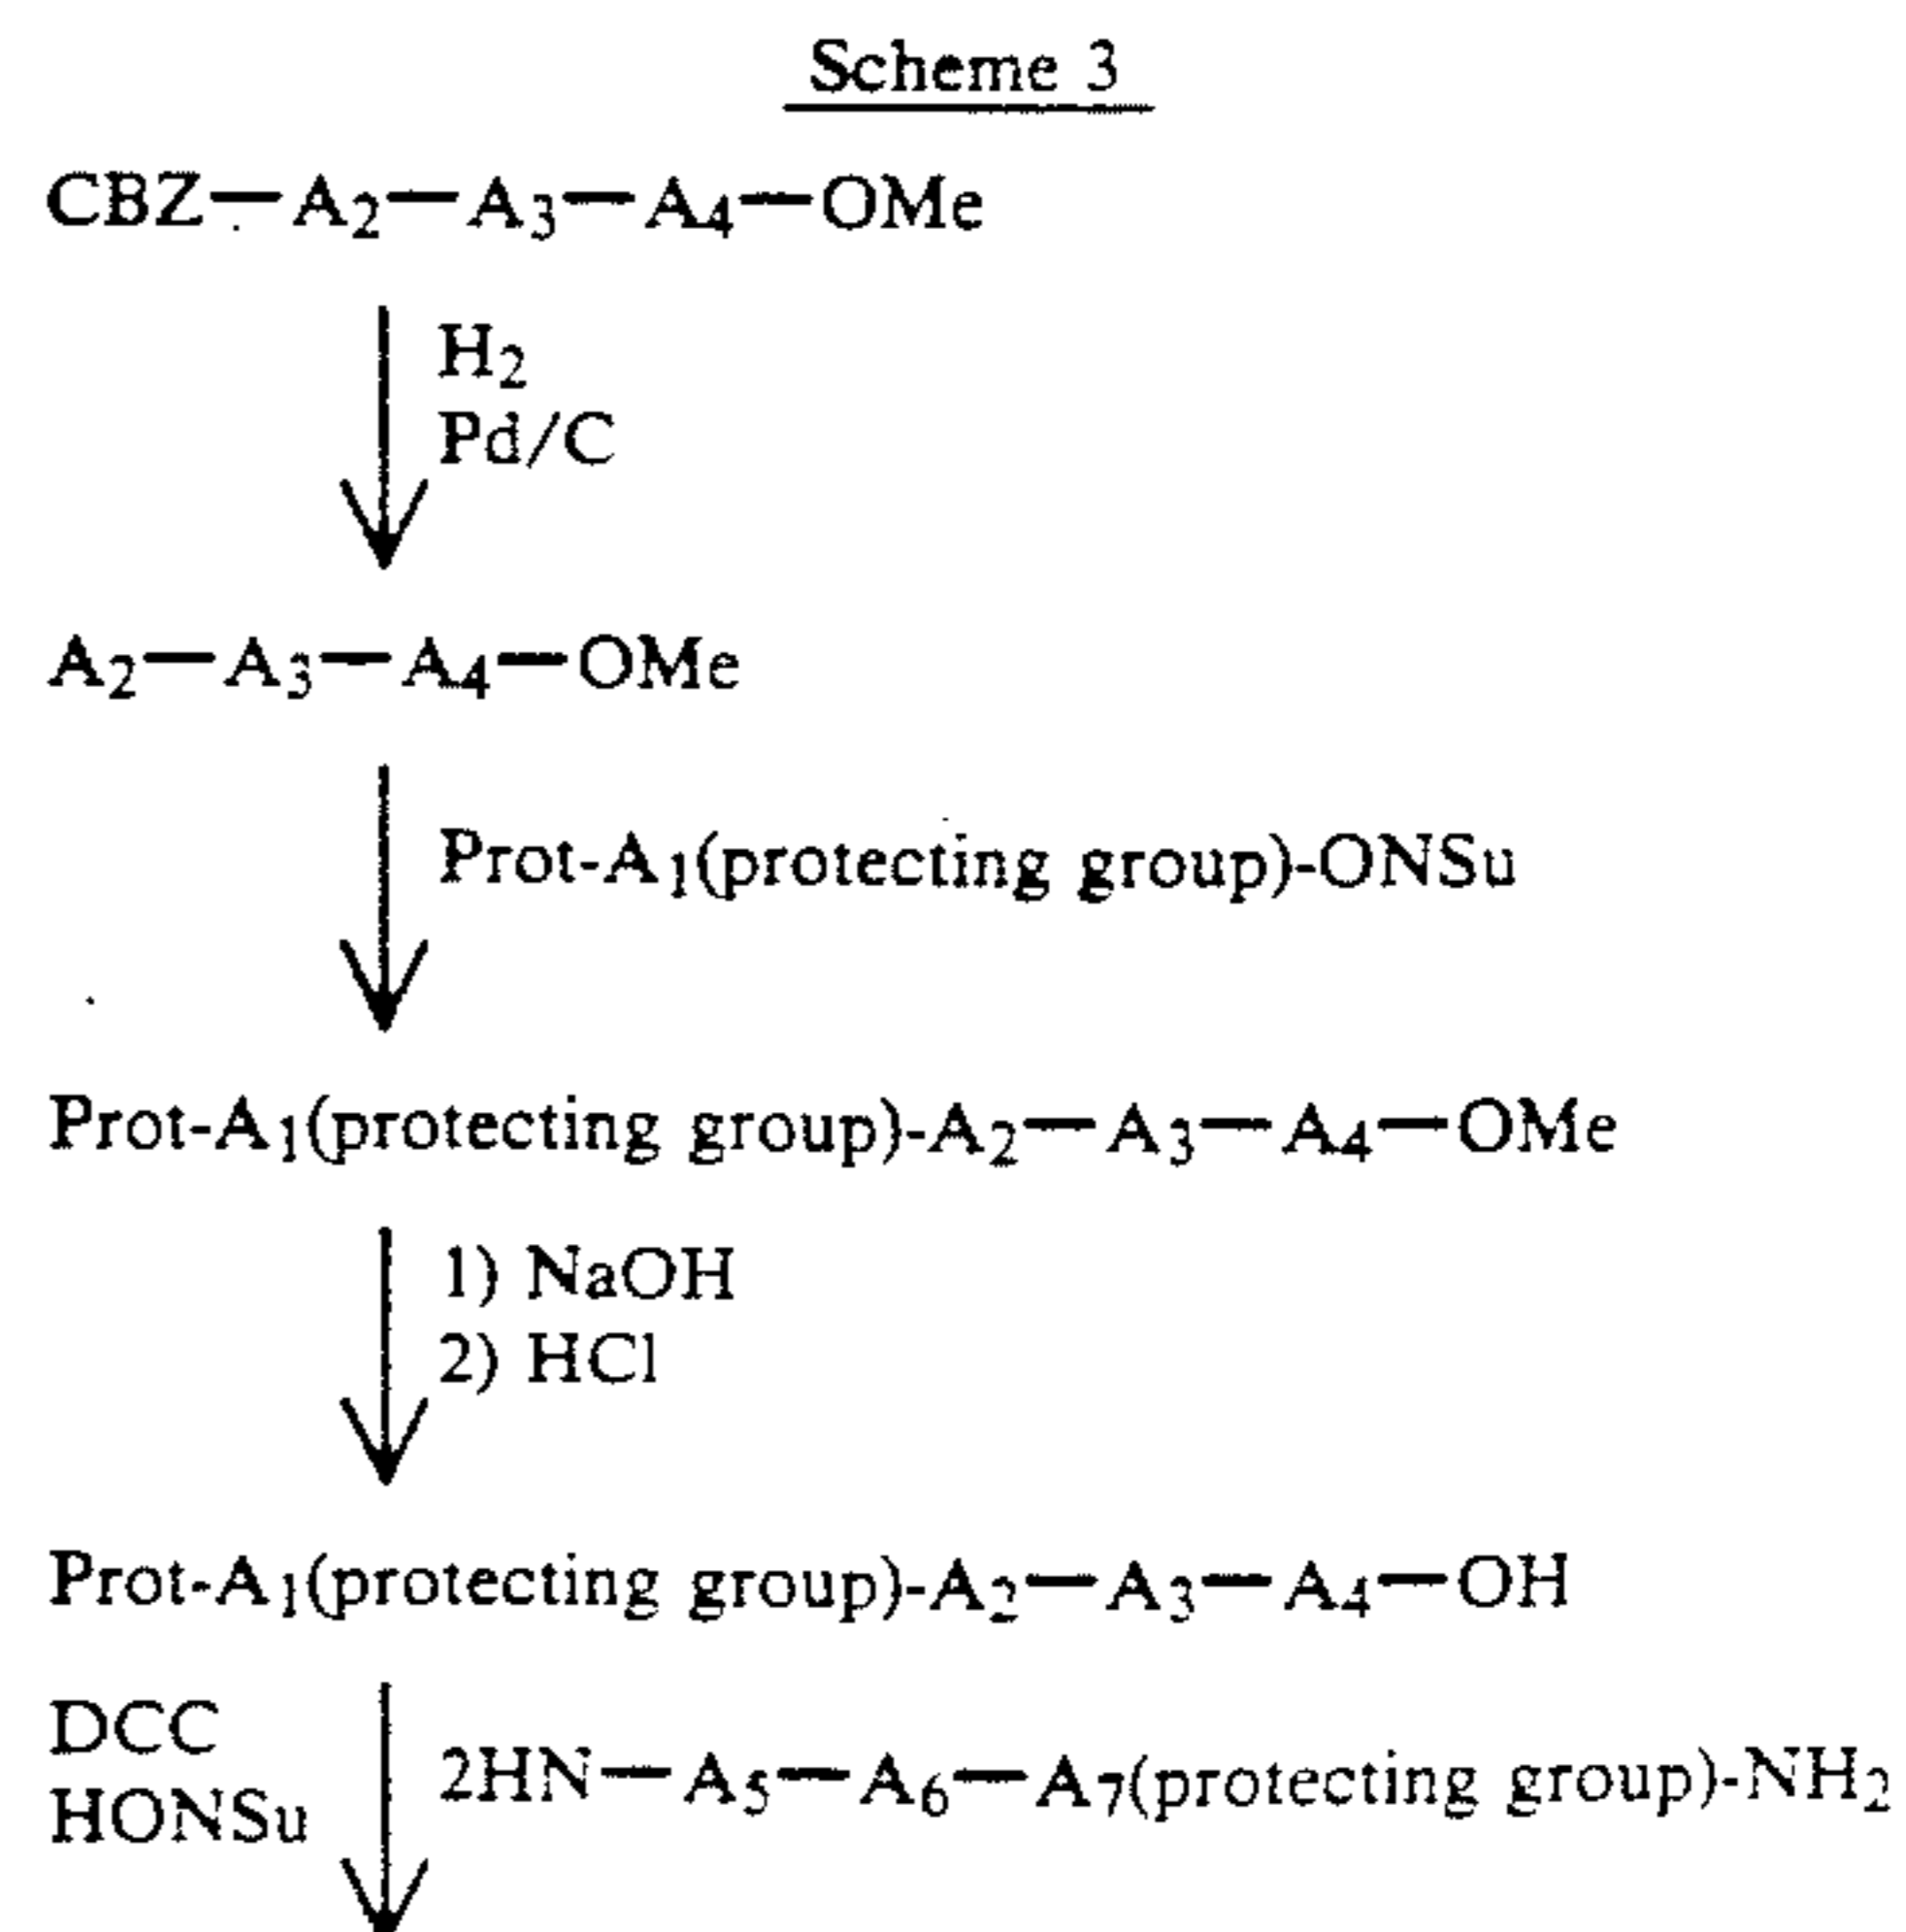 Scheme 3
CBZ—A2—A3—A4—OMe
H2
Pd/C
A2—A3—A4—OMe
Prot-A1(protecting group)-ONSu
Prot-A1(protecting group)-A2—A3—A4—OMe
1) NaOH
2) HCl
Prot-A1(protecting group)-A2—A3—A4—OH
DCC
HONSu
2HN—A5—A6—A7(protecting group)-NH2